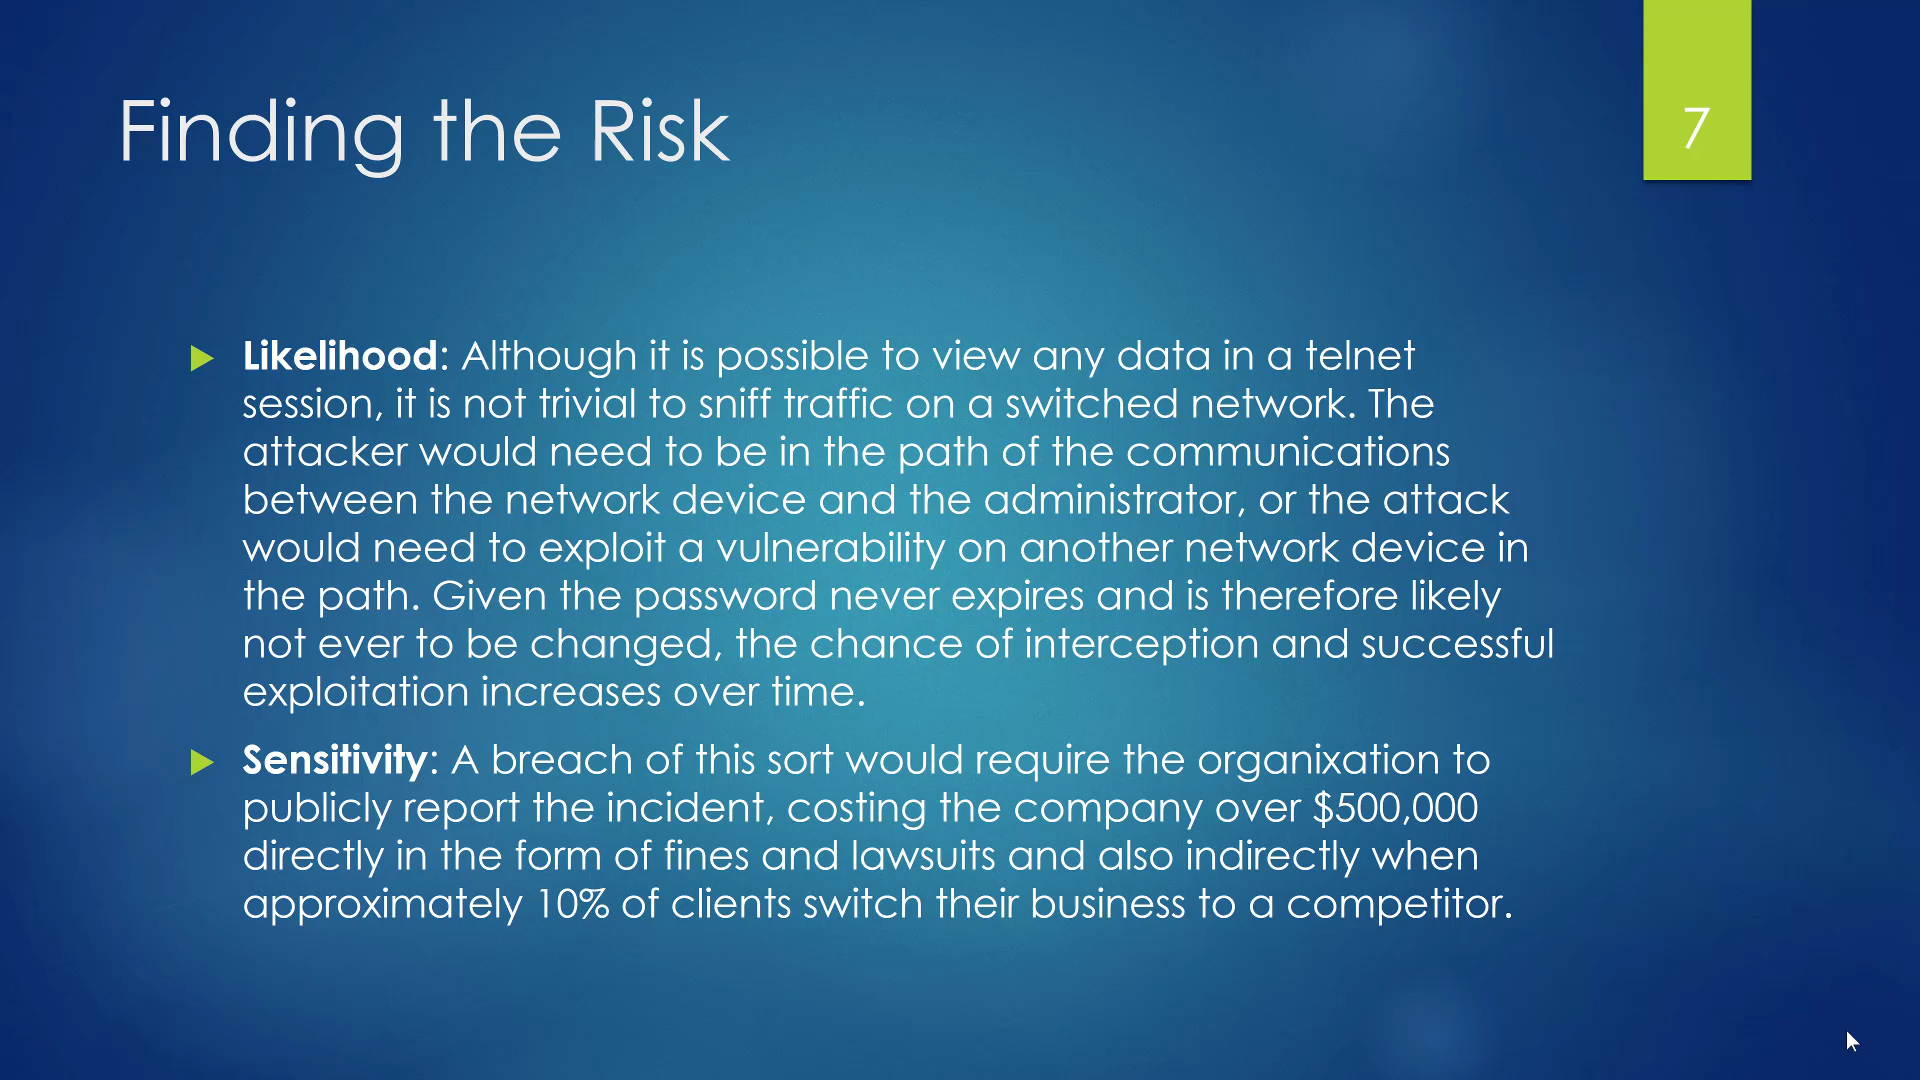 Finding the Risk
7
Likelihood: Although it is possible to view any data in a telnet
session, it is not trivial to sniff traffic on a switched network. The
attacker would need to be in the path of the communications
between the network device and the administrator, or the attack
would need to exploit a vulnerability on another network device in
the path. Given the password never expires and is therefore likely
not ever to be changed, the chance of interception and successful
exploitation increases over time.
Sensitivity: A breach of this sort would require the organixation to
publicly report the incident, costing the company over $500,000
directly in the form of fines and lawsuits and also indirectly when
approximately 10% of clients switch their business to a competitor.